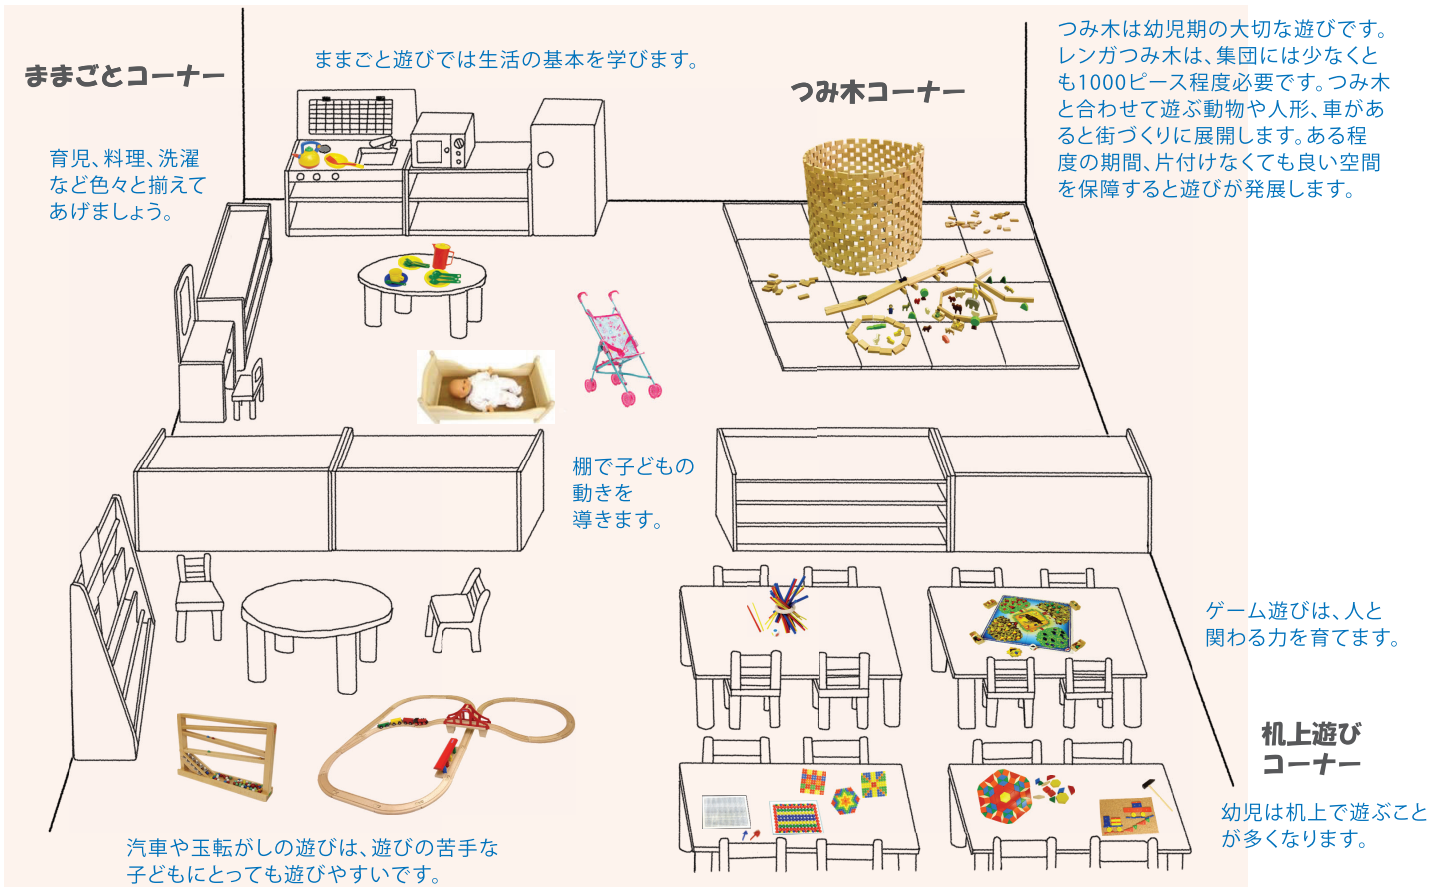 ままごとコーナー
ままごと遊びでは生活の基本を学びます。
育児、料理、洗濯
など色々と揃えて
あげましょう。
つみ木コーナー
つみ木は幼児期の大切な遊びです。
レンガつみ木は、集団には少なくと
も1000ピース程度必要です。つみ木
と合わせて遊ぶ動物や人形、車があ
ると街づくりに展開します。ある程
度の期間、片付けなくても良い空間
を保障すると遊びが発展します。
棚で子どもの
動きを
導きます。
ゲーム遊びは、人と
関わる力を育てます。
机上遊び
コーナー
幼児は机上で遊ぶこと
が多くなります。
汽車や玉転がしの遊びは、遊びの苦手な
子どもにとっても遊びやすいです。